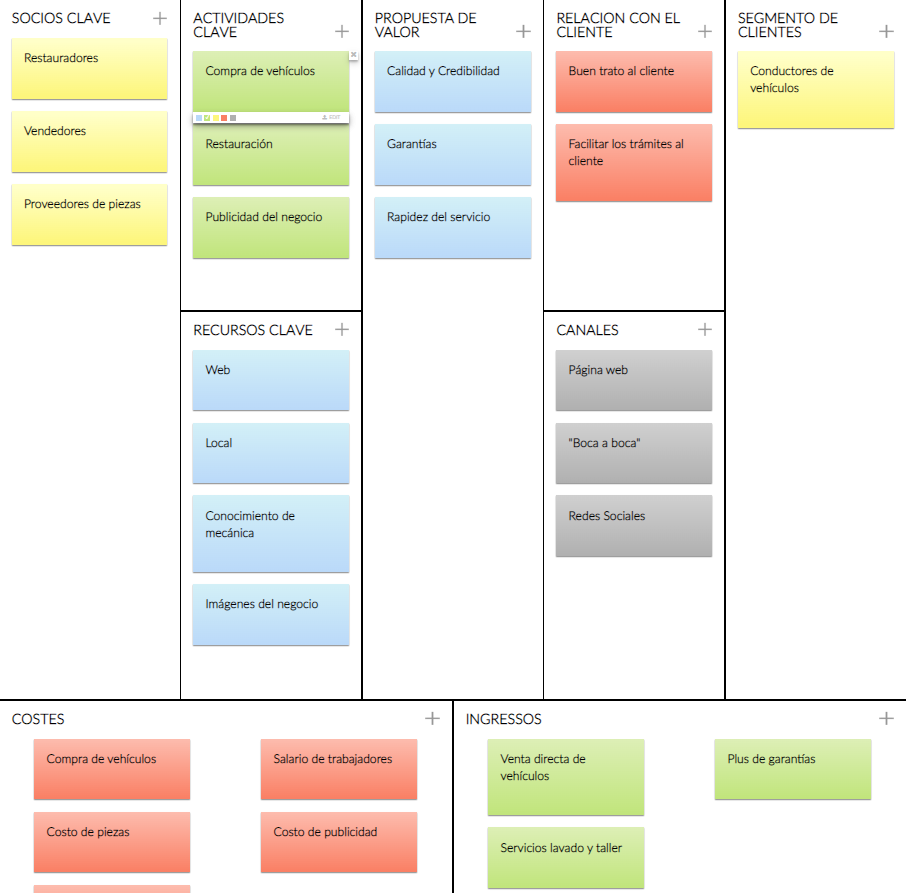 SOCIOS CLAVE
Restauradores
Vendedores
Proveedores de piezas
ACTIVIDADES
CLAVE
Compra de vehículos
Restauración
Publicidad del negocio
RECURSOS CLAVE
Web
Local
Conocimiento de
mecánica
Imágenes del negocio
PROPUESTA DE
VALOR
Calidad y Credibilidad
Garantías
Rapidez del servicio
RELACION CON EL
CLIENTE
Buen trato al cliente
Facilitar los trámites al
cliente
CANALES
Página web
"Boca a boca"
Redes Sociales
SEGMENTO DE
CLIENTES
Conductores de
vehículos
COSTES
Compra de vehículos
Salario de trabajadores
Costo de piezas
Costo de publicidad
INGRESSOS
Venta directa de
vehículos
Plus de garantías
Servicios lavado y taller